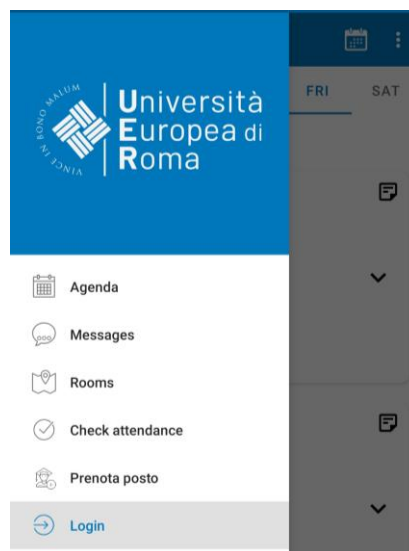 VINCE IN BONO MALUM
Università
Europea di
Roma
FRI SAT
Agenda
Messages
Rooms
Check attendance
Prenota posto
Login